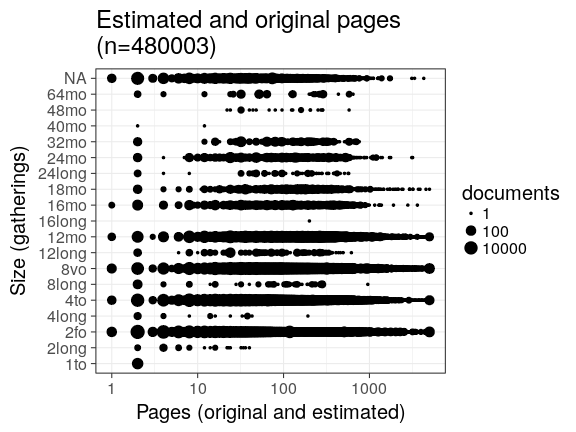 Estimated and original pages
(n=480003)
NA
64mo
48mo
40mo
32mo
24mo
24long
18mo
16mo
16long
12mo
12long
8vo
8long
4to
4long
2fo
2long
1to
Size (gatherings)
1
10
100
1000
Pages (original and estimated)
documents
1
100
10000